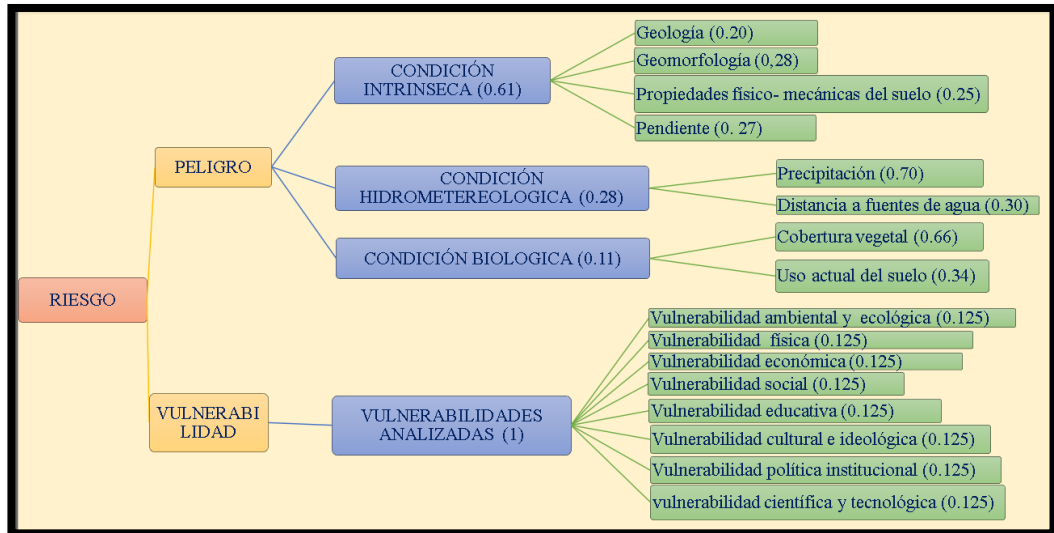 RIESGO
PELIGRO
VULNERABI
LIDAD
CONDICIÓN
INTRINSECA (0.61)
CONDICIÓN
HIDROMETEREOLOGICA (0.28)
CONDICIÓN BIOLOGICA (0.11)
VULNERABILIDADES
ANALIZADAS (1)
Geología (0.20)
Geomorfología (0,28)
Propiedades físico- mecánicas del suelo (0.25)
Pendiente (0. 27)
Precipitación (0.70)
Distancia a fuentes de agua (0.30)
Cobertura vegetal (0.66)
Uso actual del suelo (0.34)
Vulnerabilidad ambiental y ecológica (0.125)
Vulnerabilidad física (0.125)
Vulnerabilidad económica (0.125)
Vulnerabilidad social (0.125)
Vulnerabilidad educativa (0.125)
Vulnerabilidad cultural e ideológica (0.125)
Vulnerabilidad política institucional (0.125)
vulnerabilidad científica y tecnológica (0.125)